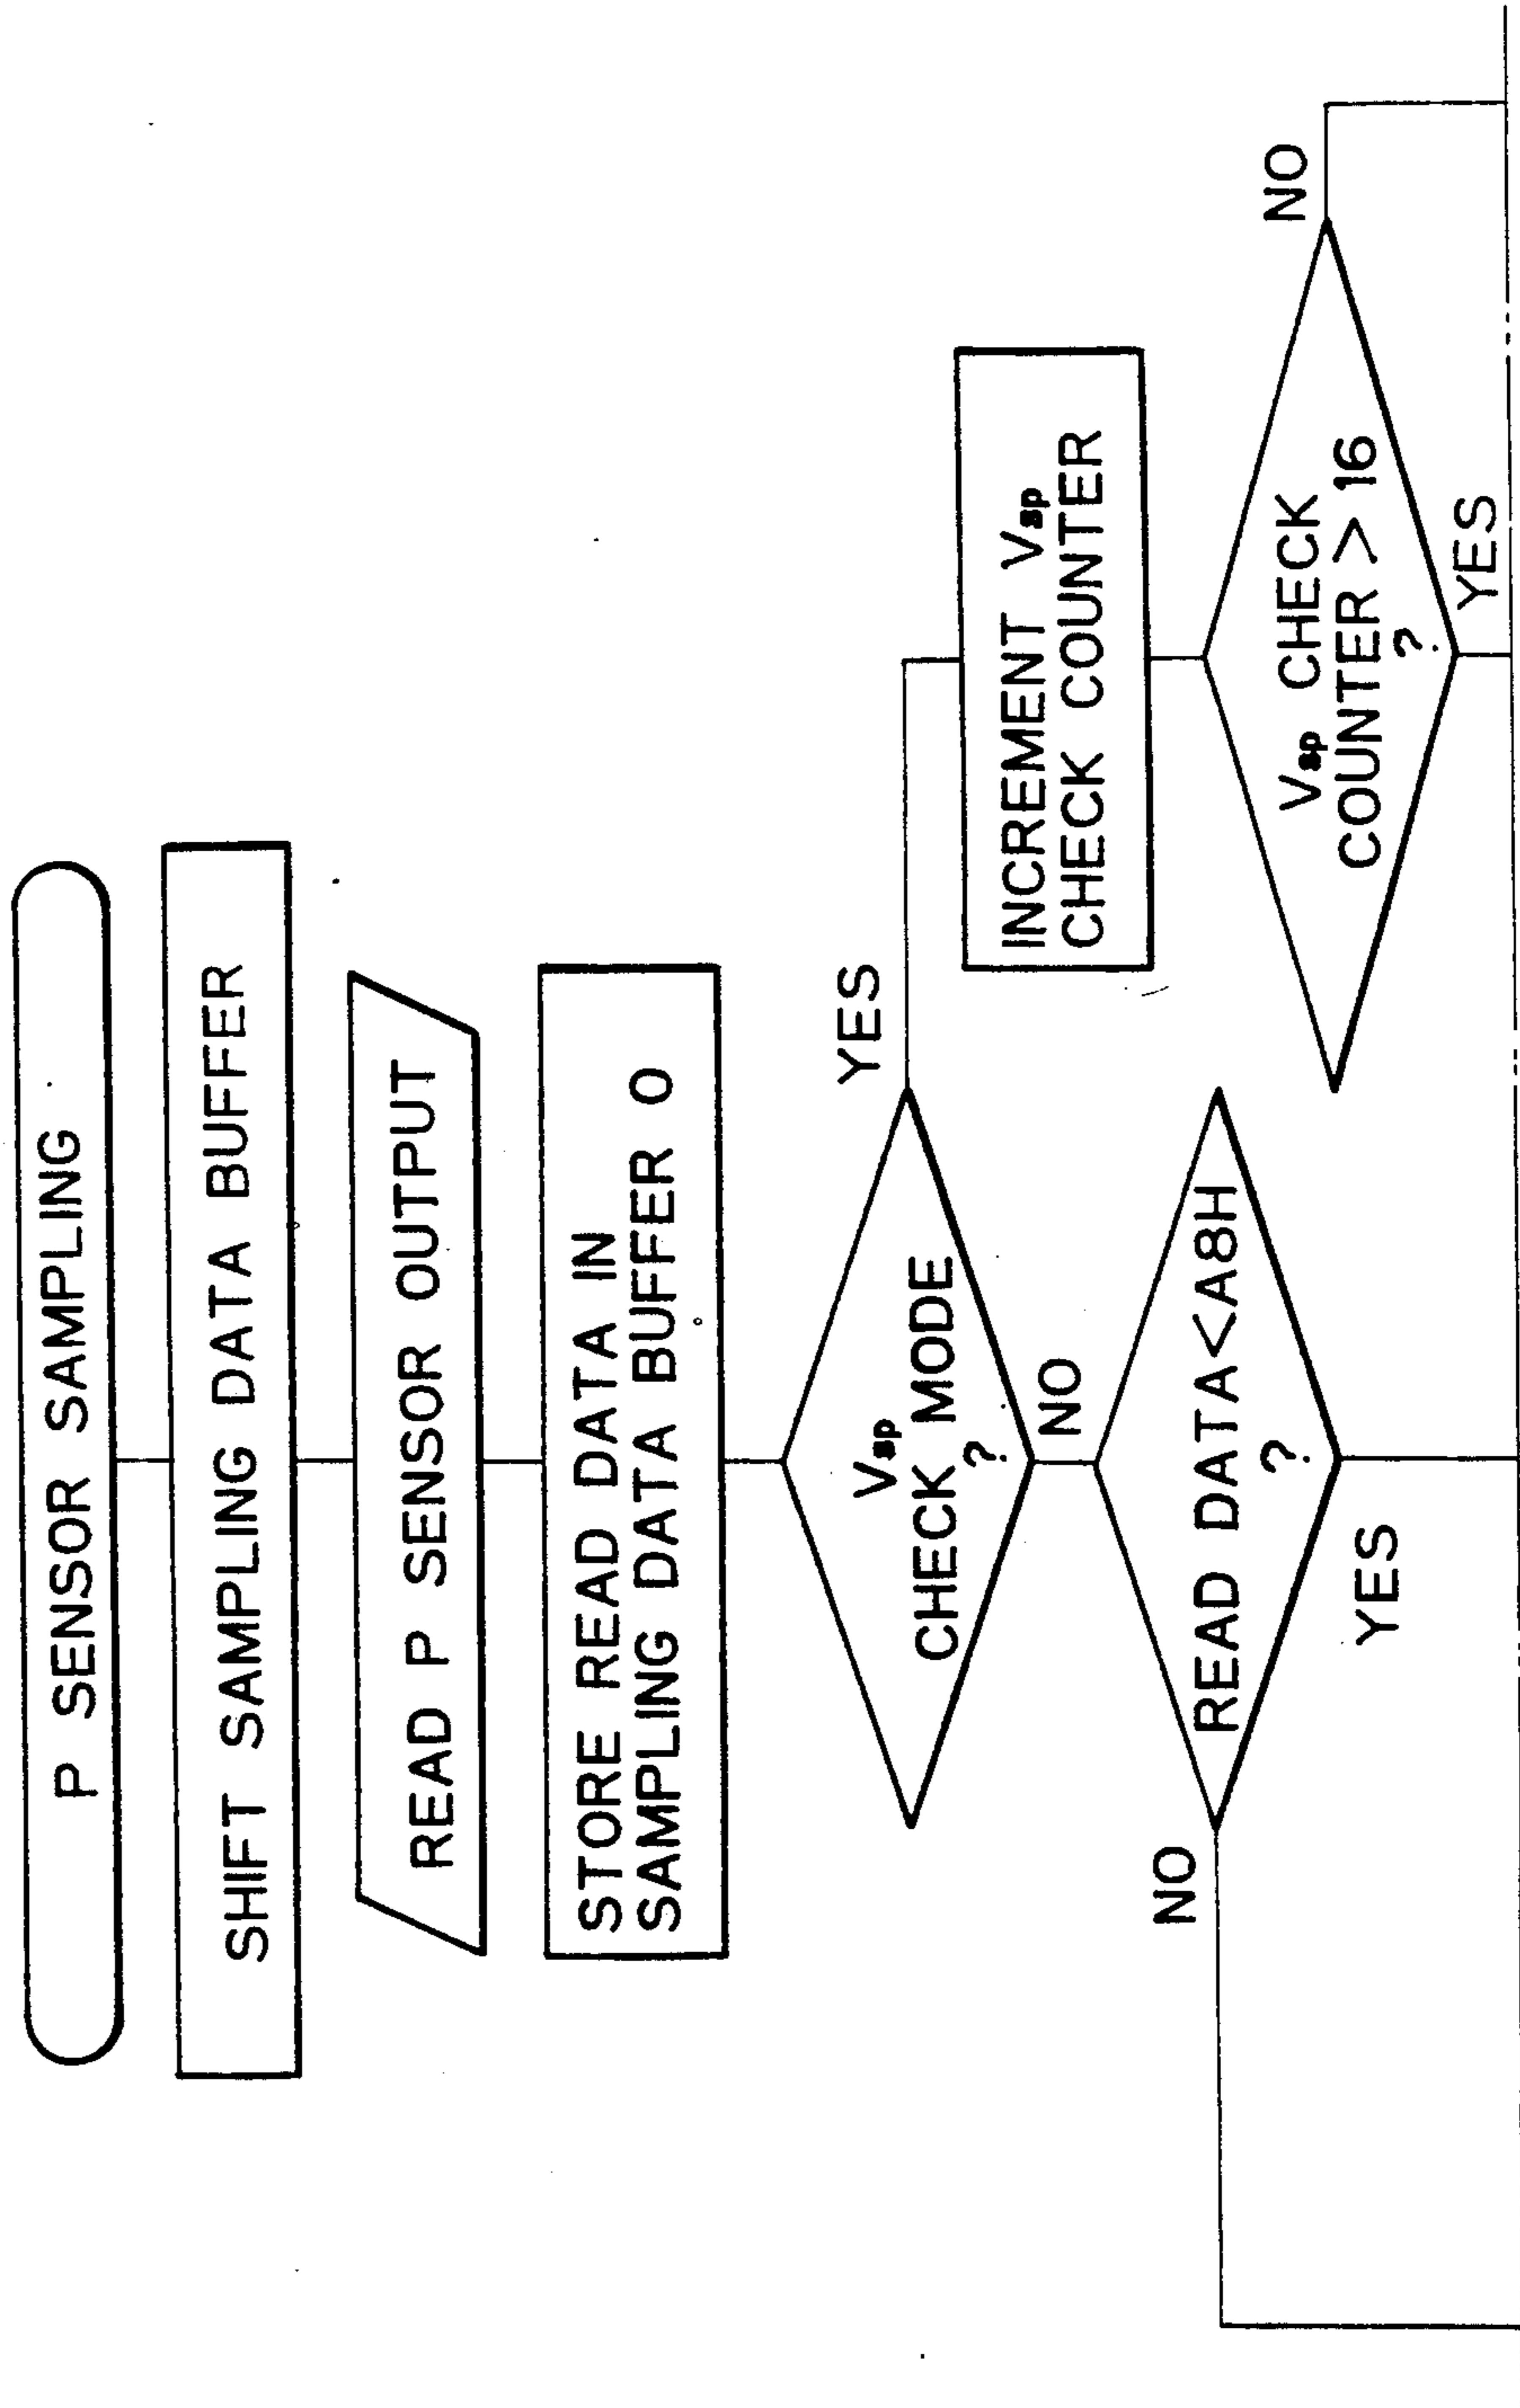 P SENSOR SAMPLING
SHIFT SAMPLING DATA BUFFER
READ P SENSOR OUTPUT
STORE READ DATA IN
SAMPLING DATA BUFFER 0
Vsp
CHECK MODE
?
YES
NO
INCREMENT Vsp
CHECK COUNTER
READ DATA<A8H
?
NO
YES
Vsp CHECK
COUNTER >16
?
NO
YES